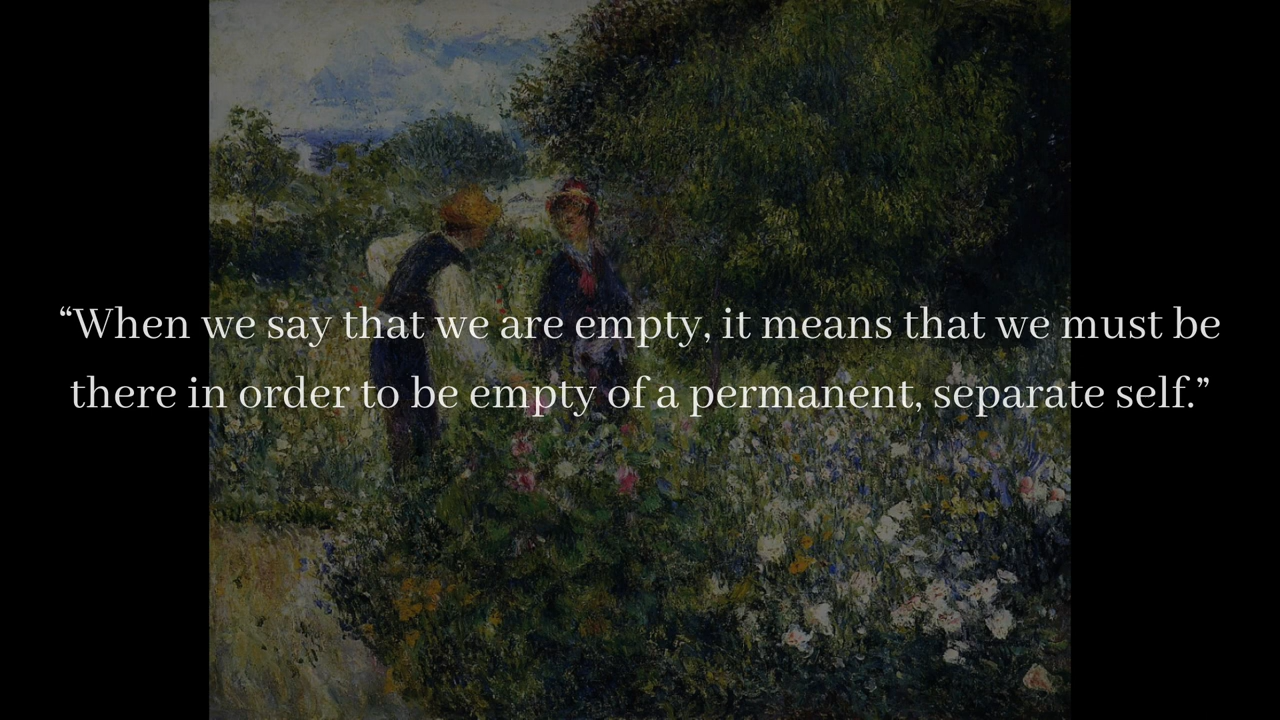 “When we say that we are empty, it means that we must be
there in order to be empty of a permanent, separate self.”